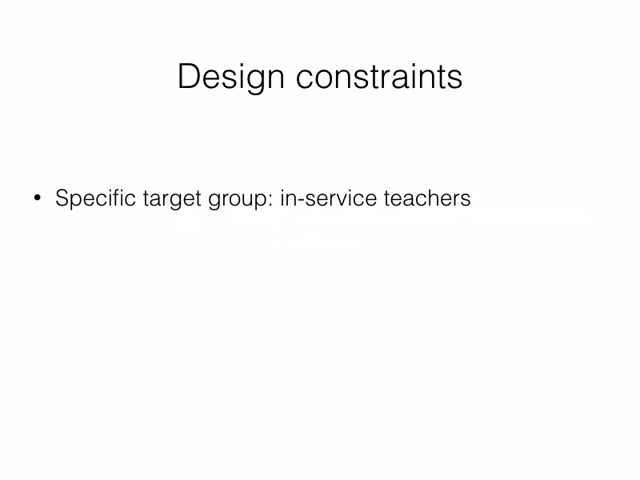 Design constraints
• Specific target group: in-service teachers